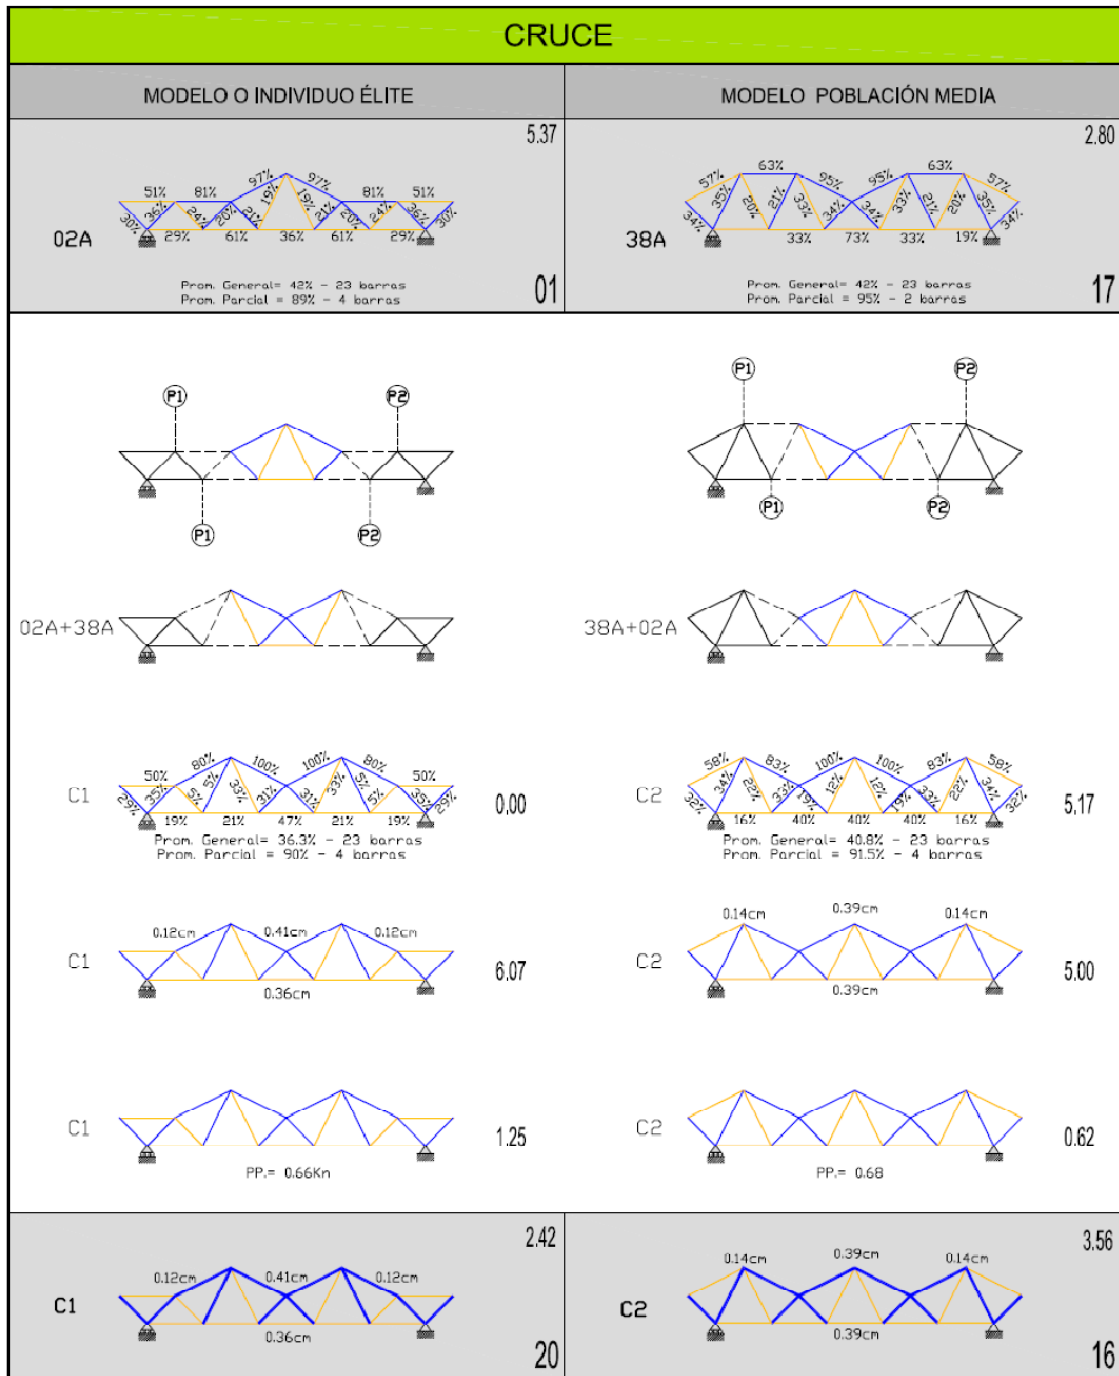 CRUCE
MODELO O INDIVIDUO ÉLITE
MODELO POBLACIÓN MEDIA
5.37
97% 97%
51% 81% 81% 51%
30% 36% 24% 20% 21% 19% 19% 21% 20% 24% 36% 30%
29% 61% 36% 61% 29%
02A
Prom. General= 42% - 23 barras
Prom. Parcial = 89% - 4 barras
01
2.80
57% 63% 95% 95% 63% 57%
34% 35% 20% 21% 33% 34% 34% 33% 21% 20% 35% 34%
33% 73% 33% 19%
38A
Prom. General= 42% - 23 barras
Prom. Parcial = 95% - 2 barras
17
P1 P2
P1 P2
P1 P2
P1 P2
02A+38A
38A+02A
80% 100% 100% 80%
50% 50%
29% 35% 5% 5% 33% 31% 31% 33% 5% 5% 35% 29%
C1
0.00
19% 21% 47% 21% 19%
Prom. General= 36.3% - 23 barras
Prom. Parcial = 90% - 4 barras
58% 83% 100% 100% 83% 58%
32% 34% 22% 33% 19% 12% 12% 19% 33% 22% 34% 32%
C2
5,17
16% 40% 40% 40% 16%
Prom. General= 40.8% - 23 barras
Prom. Parcial = 91.5% - 4 barras
0.12cm 0.41cm 0.12cm
C1
6.07
0.36cm
0.14cm 0.39cm 0.14cm
C2
5.00
0.39cm
C1
1.25
PP.= 0.66Kn
C2
0.62
PP.= 0.68
2.42
0.12cm 0.41cm 0.12cm
C1
0.36cm
20
3.56
0.14cm 0.39cm 0.14cm
C2
0.39cm
16